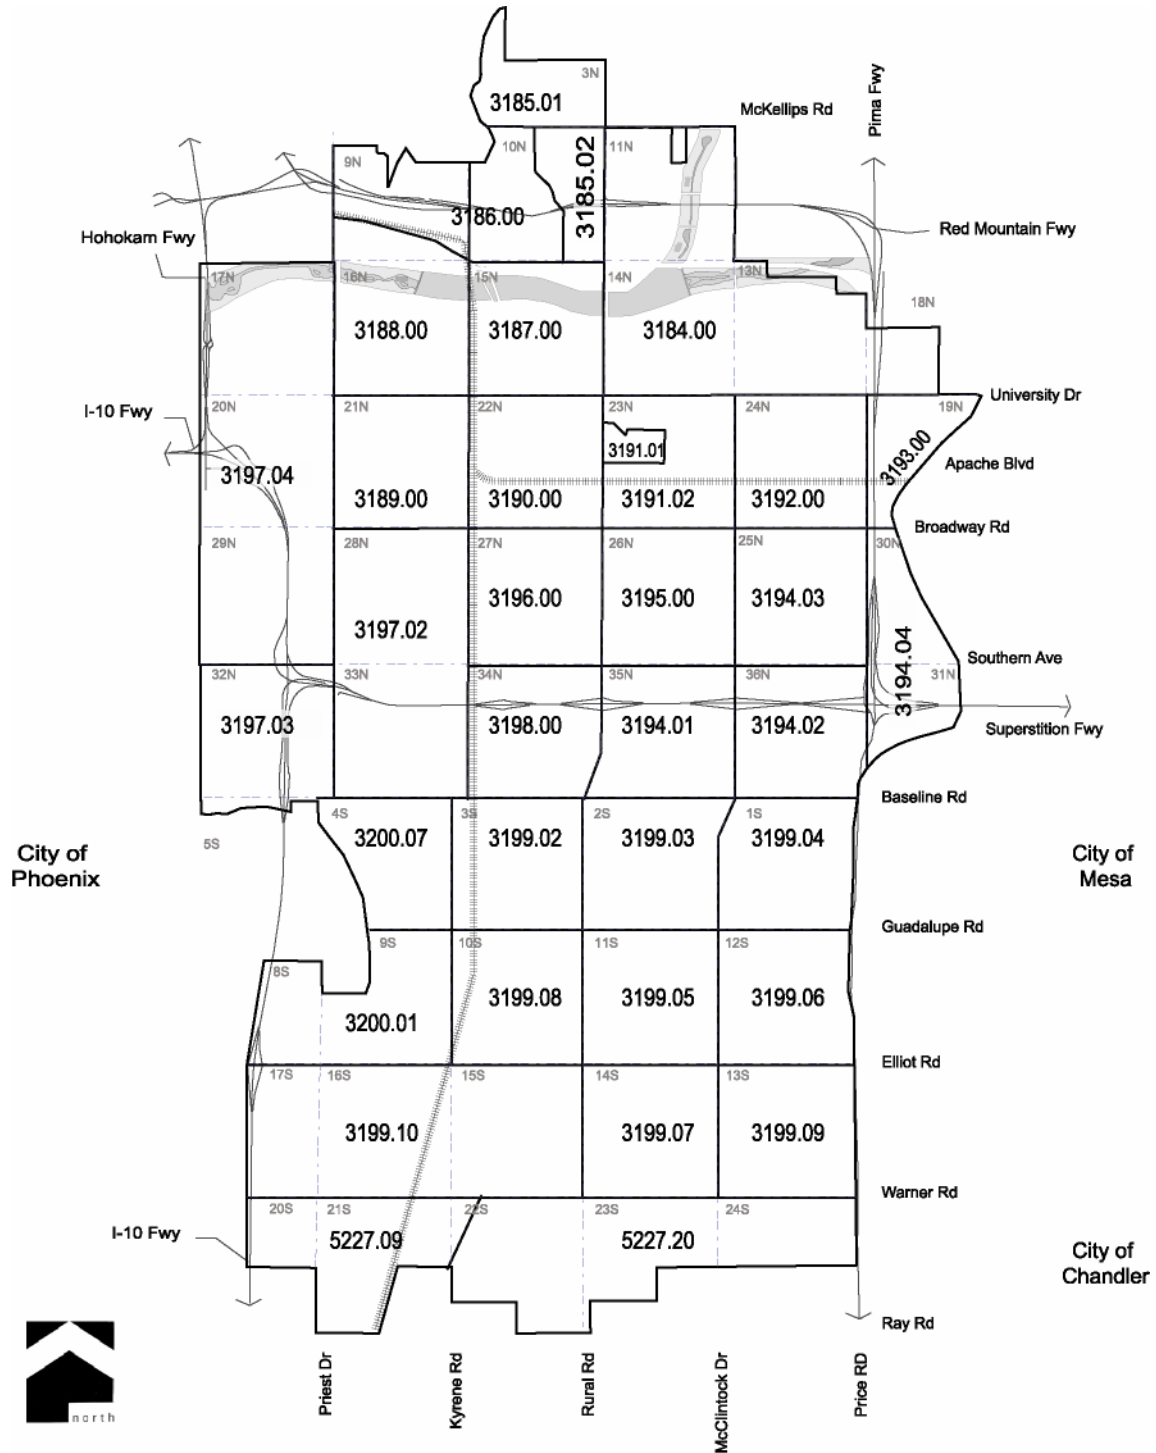 3N
3185.01
McKellips Rd
Pima Fwy
10N
11N
3185.02
9N
3186.00
Red Mountain Fwy
Hohokam Fwy
17N
16N
15N
14N
13N
18N
3188.00
3187.00
3184.00
University Dr
I-10 Fwy
20N
21N
22N
23N
24N
19N
3191.01
3193.00
Apache Blvd
3197.04
3189.00
3190.00
3191.02
3192.00
Broadway Rd
29N
28N
27N
26N
25N
30N
3196.00
3195.00
3194.03
3197.02
3194.04
Southern Ave
32N
33N
34N
35N
36N
31N
3197.03
3198.00
3194.01
3194.02
Superstition Fwy
Baseline Rd
4S
3S
2S
1S
3200.07
3199.02
3199.03
3199.04
5S
City of
Phoenix
City of
Mesa
Guadalupe Rd
9S
10S
11S
12S
8S
3199.08
3199.05
3199.06
3200.01
Elliot Rd
17S
16S
15S
14S
13S
3199.10
3199.07
3199.09
Warner Rd
20S
21S
22S
23S
24S
I-10 Fwy
5227.09
5227.20
City of
Chandler
Ray Rd
north
Priest Dr
Kyrene Rd
Rural Rd
McClintock Dr
Price RD